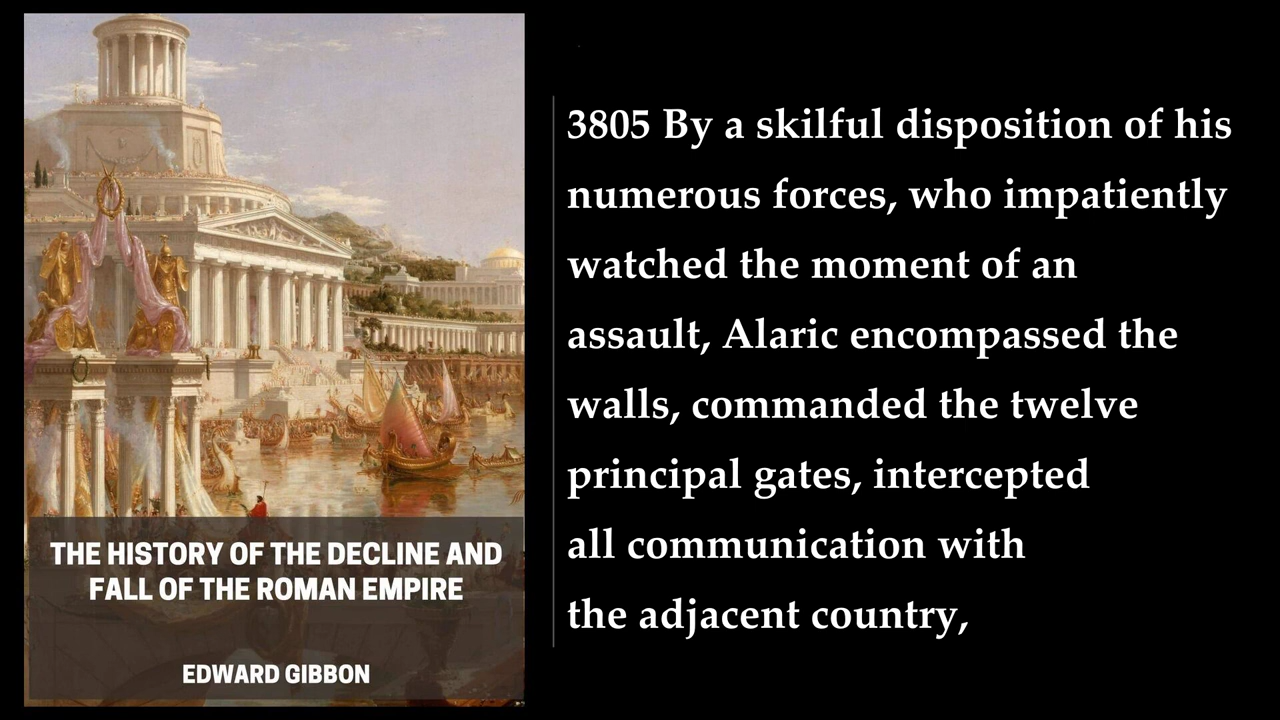 THE HISTORY OF THE DECLINE AND
FALL OF THE ROMAN EMPIRE
EDWARD GIBBON
3805 By a skilful disposition of his
numerous forces, who impatiently
watched the moment of an
assault, Alaric encompassed the
walls, commanded the twelve
principal gates, intercepted
all communication with
the adjacent country,